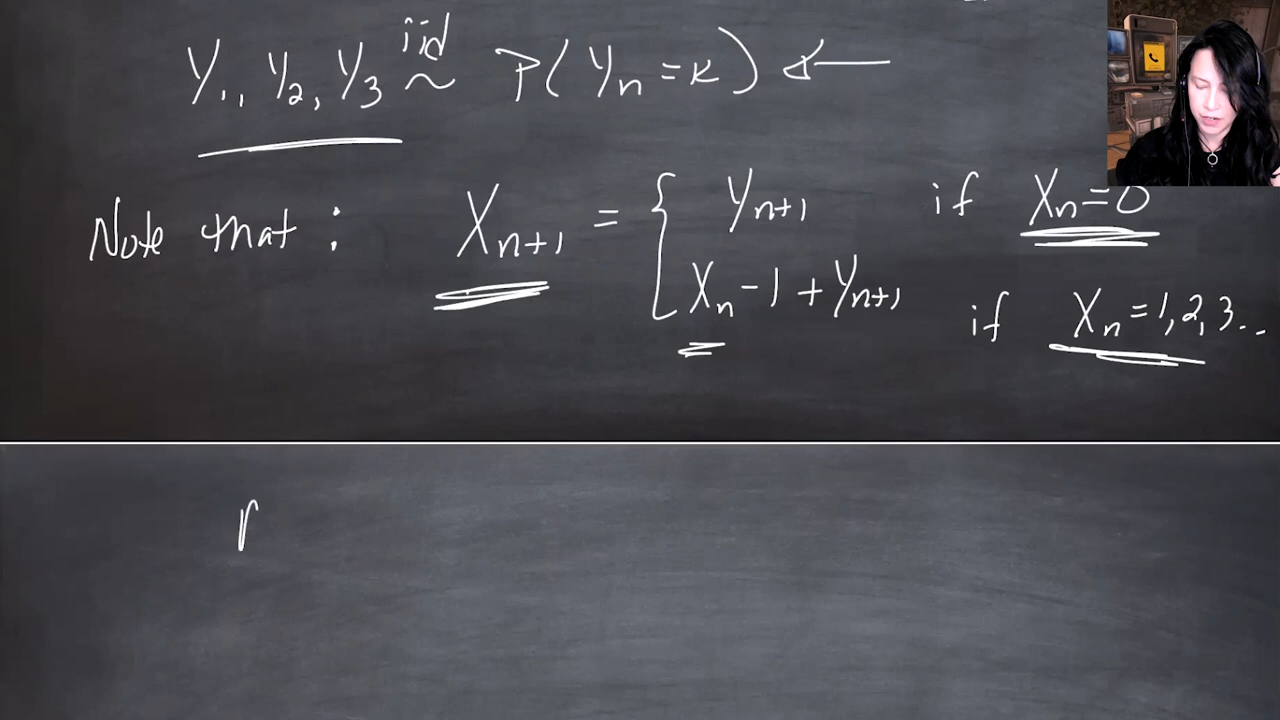 Y₁, Y₂, Y₃ iid ~ P(Yₙ = k) ←
Note that : Xₙ₊₁ = { Yₙ₊₁ if Xₙ = 0
Xₙ - 1 + Yₙ₊₁ if Xₙ = 1, 2, 3...